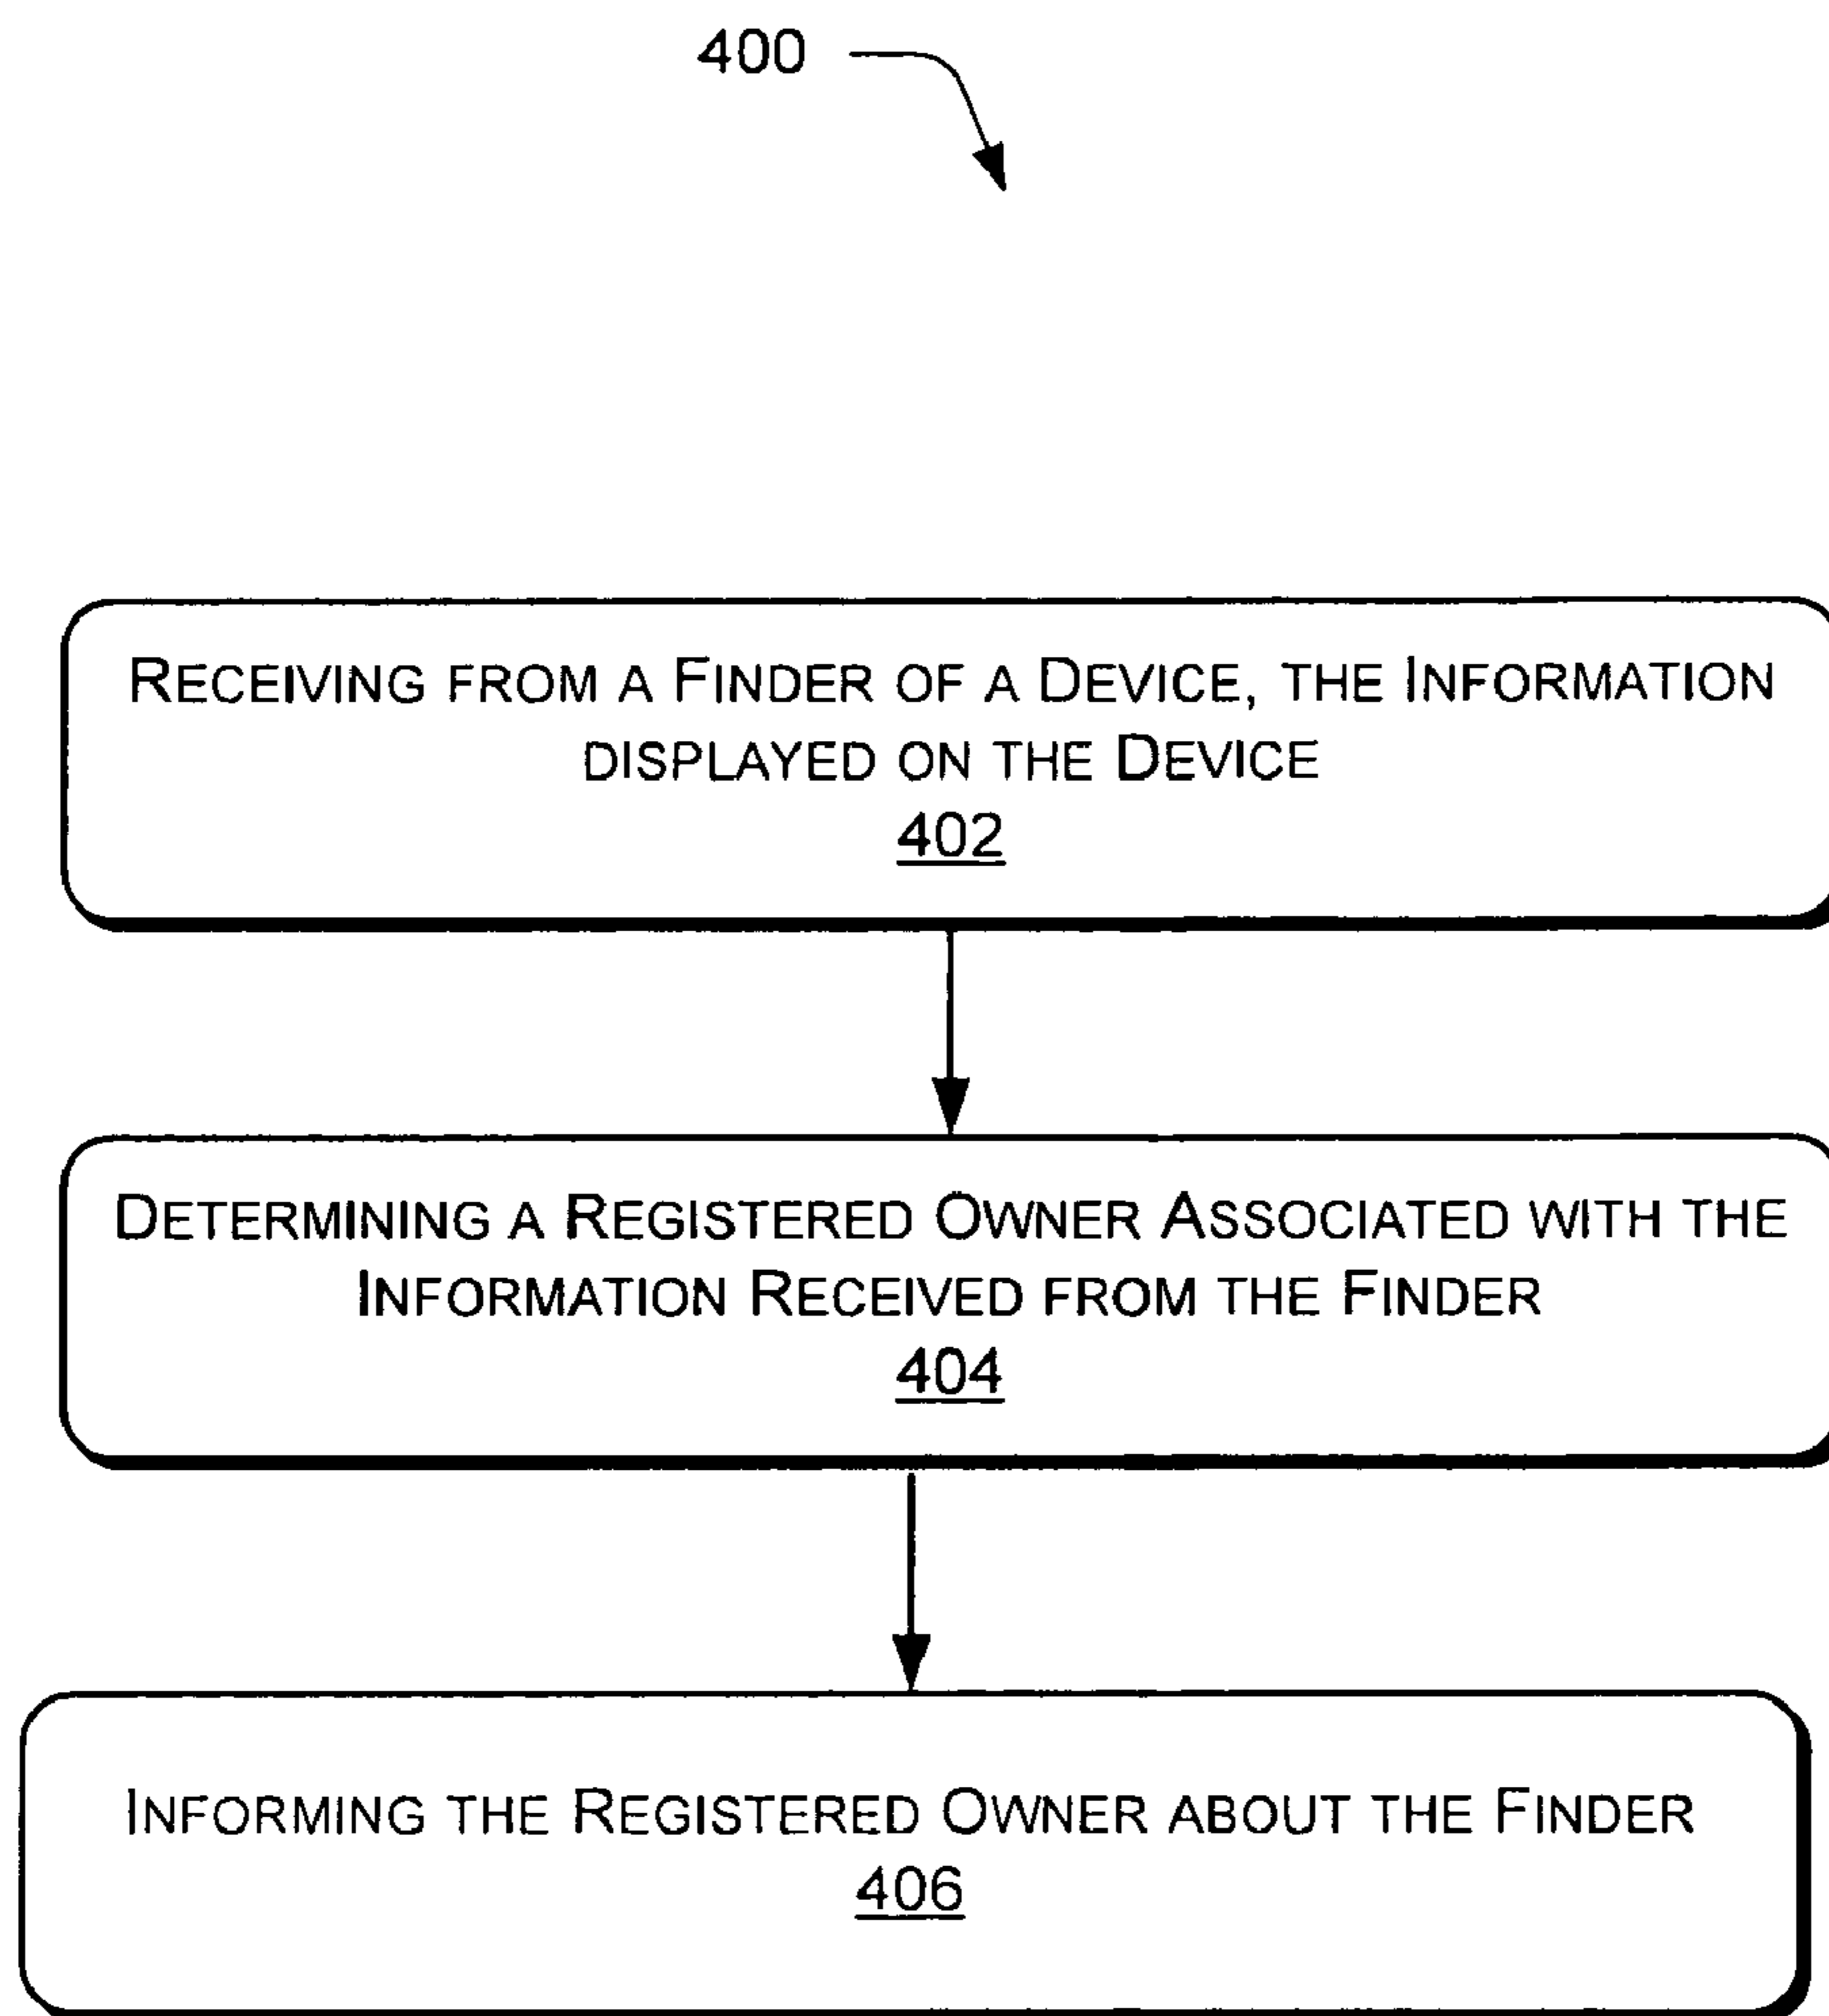 400
RECEIVING FROM A FINDER OF A DEVICE, THE INFORMATION
DISPLAYED ON THE DEVICE
402
DETERMINING A REGISTERED OWNER ASSOCIATED WITH THE
INFORMATION RECEIVED FROM THE FINDER
404
INFORMING THE REGISTERED OWNER ABOUT THE FINDER
406